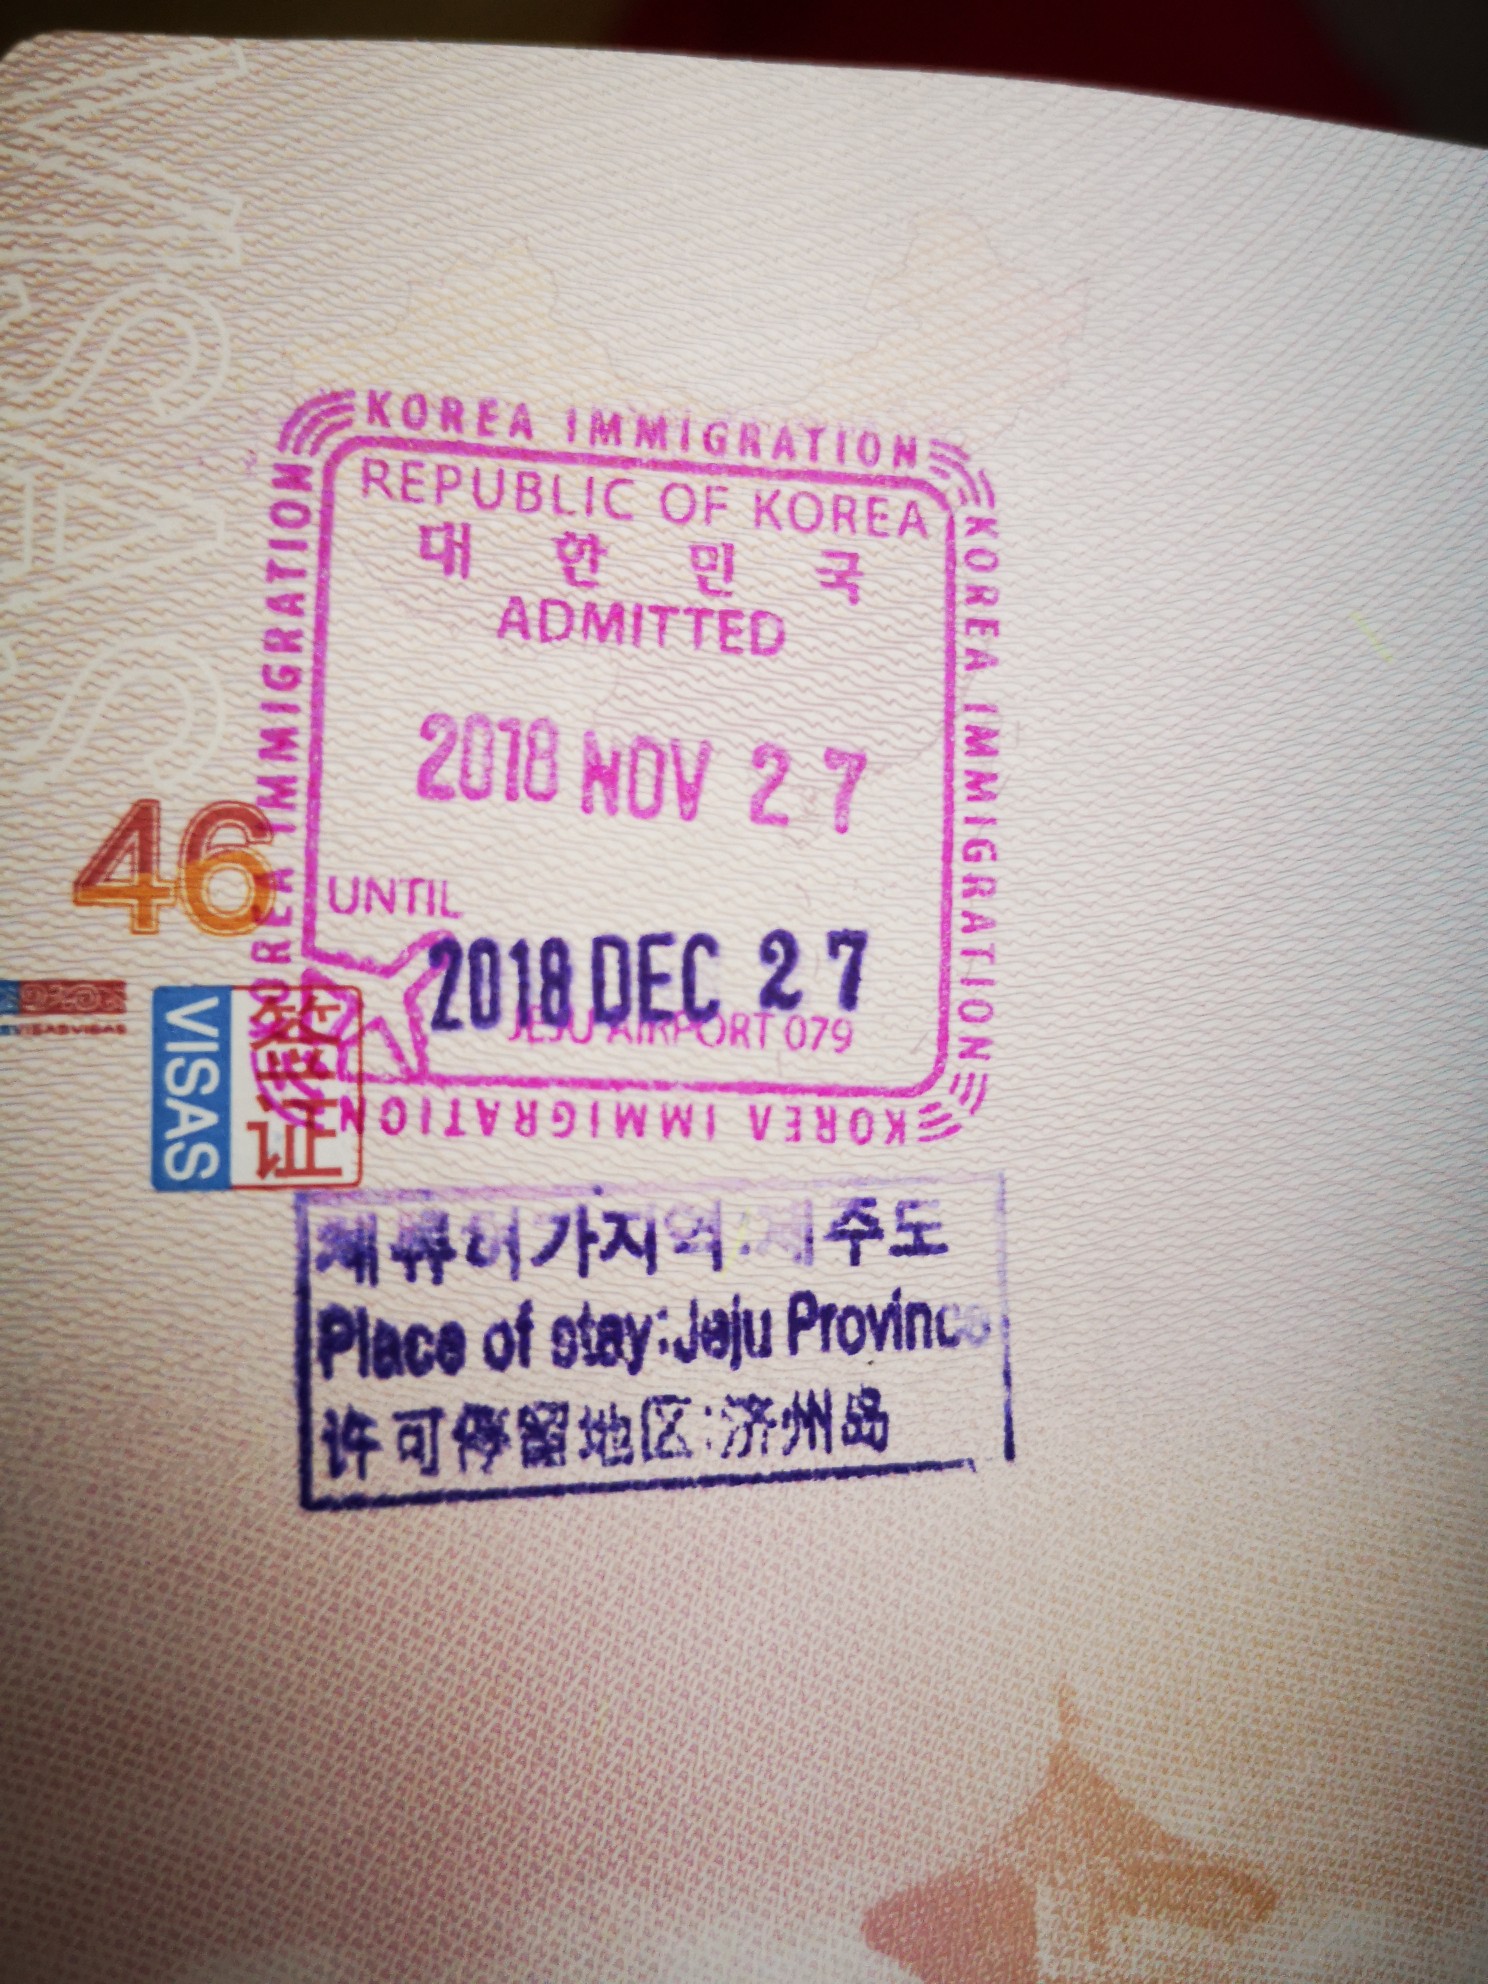 KOREA IMMIGRATION
KOREA IMMIGRATION
KOREA IMMIGRATION
KOREA IMMIGRATION
REPUBLIC OF KOREA
대 한 민 국
ADMITTED
2018 NOV 27
UNTIL
2018 DEC 27
JEJU AIRPORT 079
46
VISAS
签证
체류허가지역:제주도
Place of stay:Jeju Province
许可停留地区:济州岛